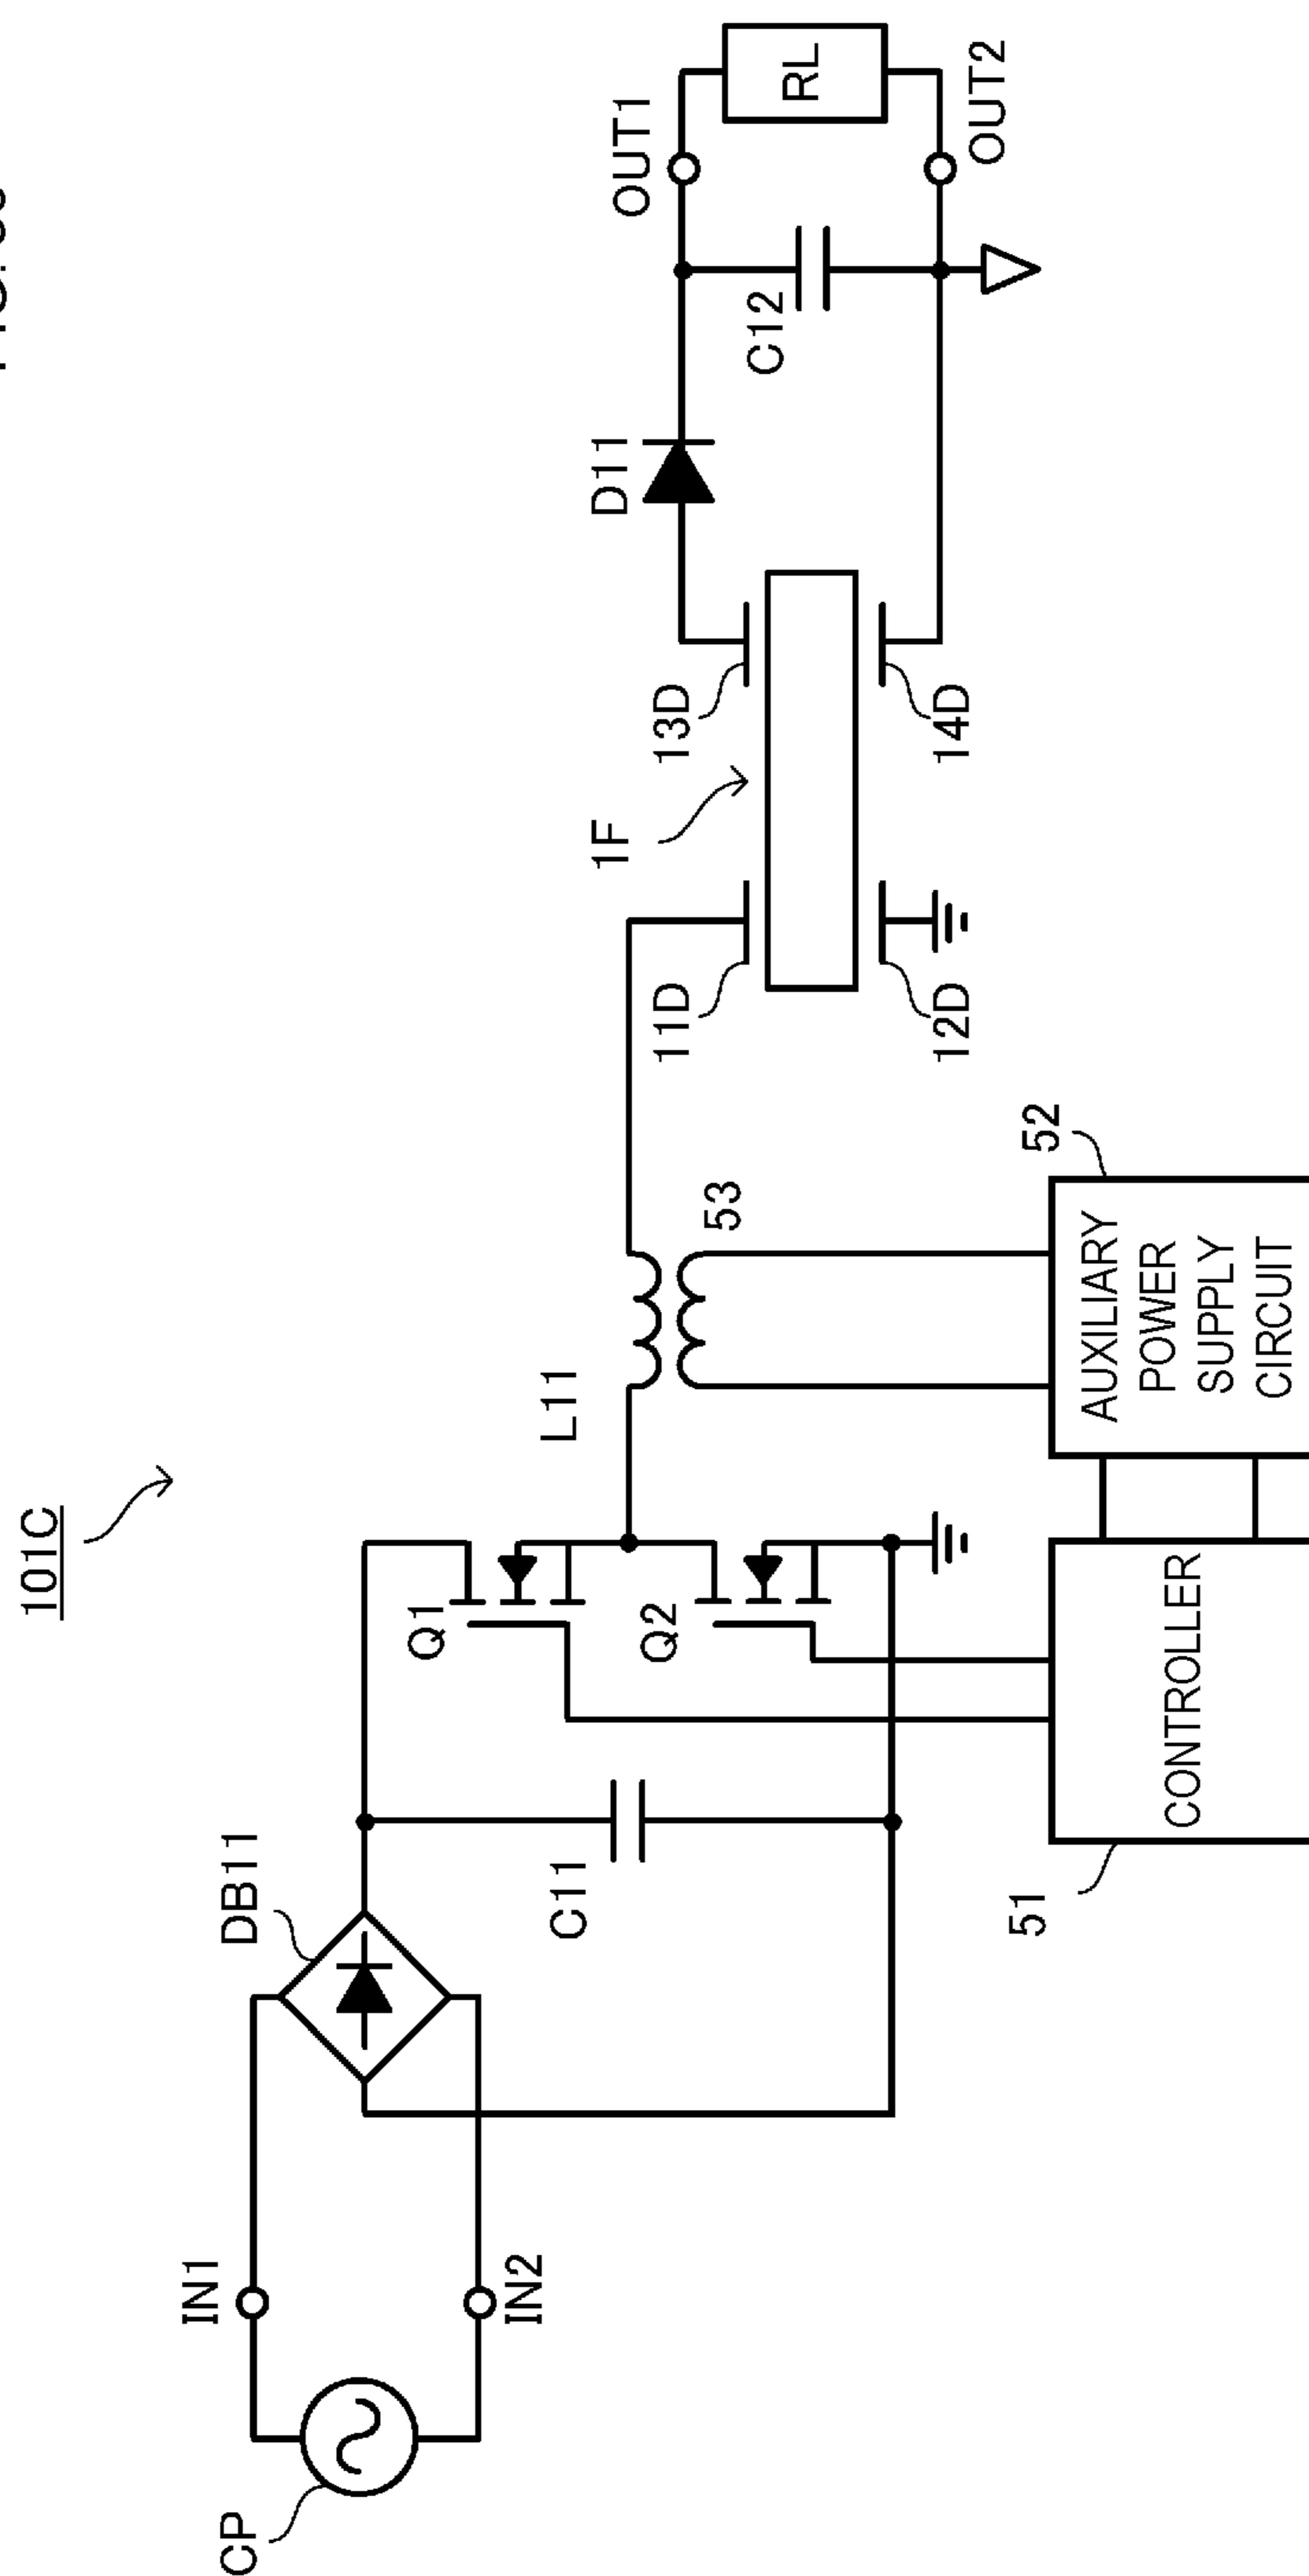 101C
CP
IN1
IN2
DB11
C11
Q1
Q2
L11
53
51
CONTROLLER
52
AUXILIARY
POWER
SUPPLY
CIRCUIT
1F
11D
12D
13D
14D
D11
C12
OUT1
OUT2
RL